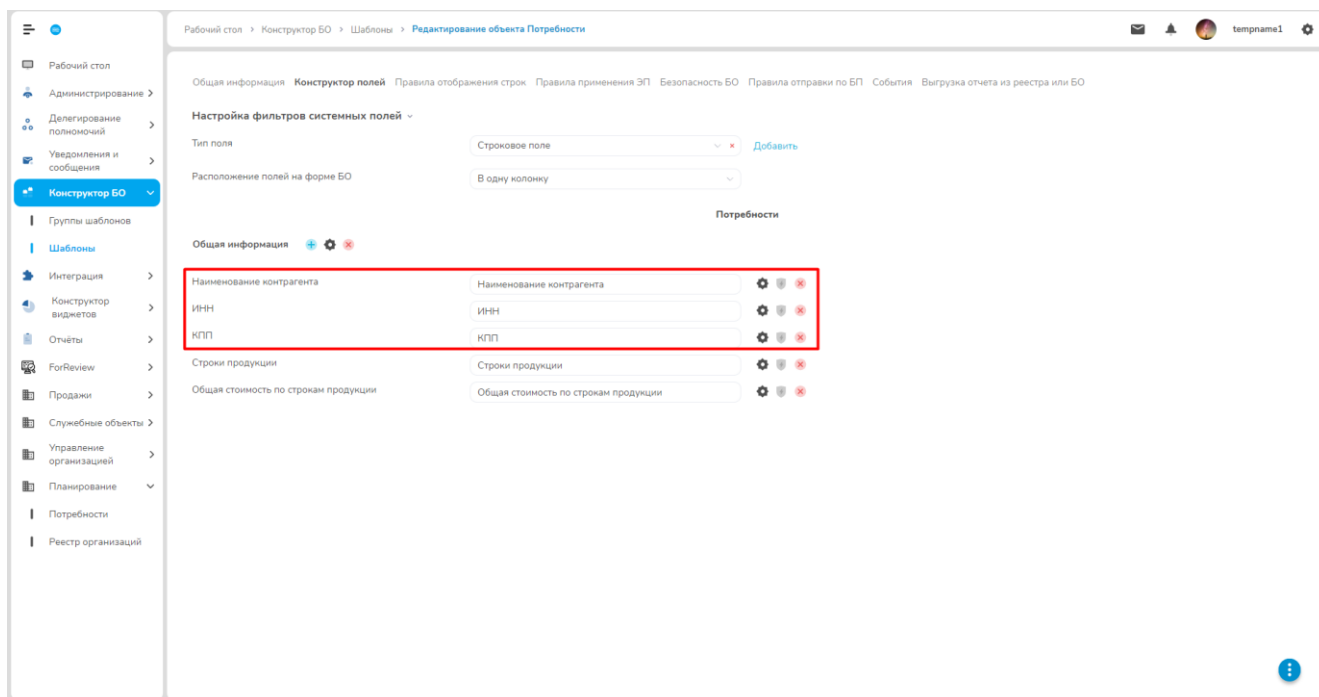 Рабочий стол > Конструктор БО > Шаблоны > Редактирование объекта Потребности
tempname1
Рабочий стол
Администрирование
Делегирование
полномочий
Уведомления и
сообщения
Конструктор БО
Группы шаблонов
Шаблоны
Интеграция
Конструктор
виджетов
Отчёты
ForReview
Продажи
Служебные объекты
Управление
организацией
Планирование
Потребности
Реестр организаций
Общая информация Конструктор полей Правила отображения строк Правила применения ЭП Безопасность БО Правила отправки по БП События Выгрузка отчета из реестра или БО
Настройка фильтров системных полей
Тип поля Строковое поле Добавить
Расположение полей на форме БО В одну колонку
Потребности
Общая информация
Наименование контрагента Наименование контрагента
ИНН ИНН
КПП КПП
Строки продукции Строки продукции
Общая стоимость по строкам продукции Общая стоимость по строкам продукции